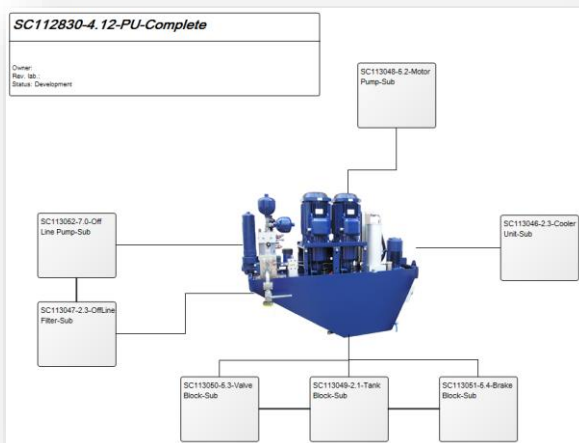 SC112830-4.12-PU-Complete
Owner:
Rev. lab.:
Status: Development
SC113048-5.2-Motor
Pump-Sub
SC113052-7.0-Off
Line Pump-Sub
SC113046-2.3-Cooler
Unit-Sub
SC113047-2.3-OffLine
Filter-Sub
SC113050-5.3-Valve
Block-Sub
SC113049-2.1-Tank
Block-Sub
SC113051-5.4-Brake
Block-Sub